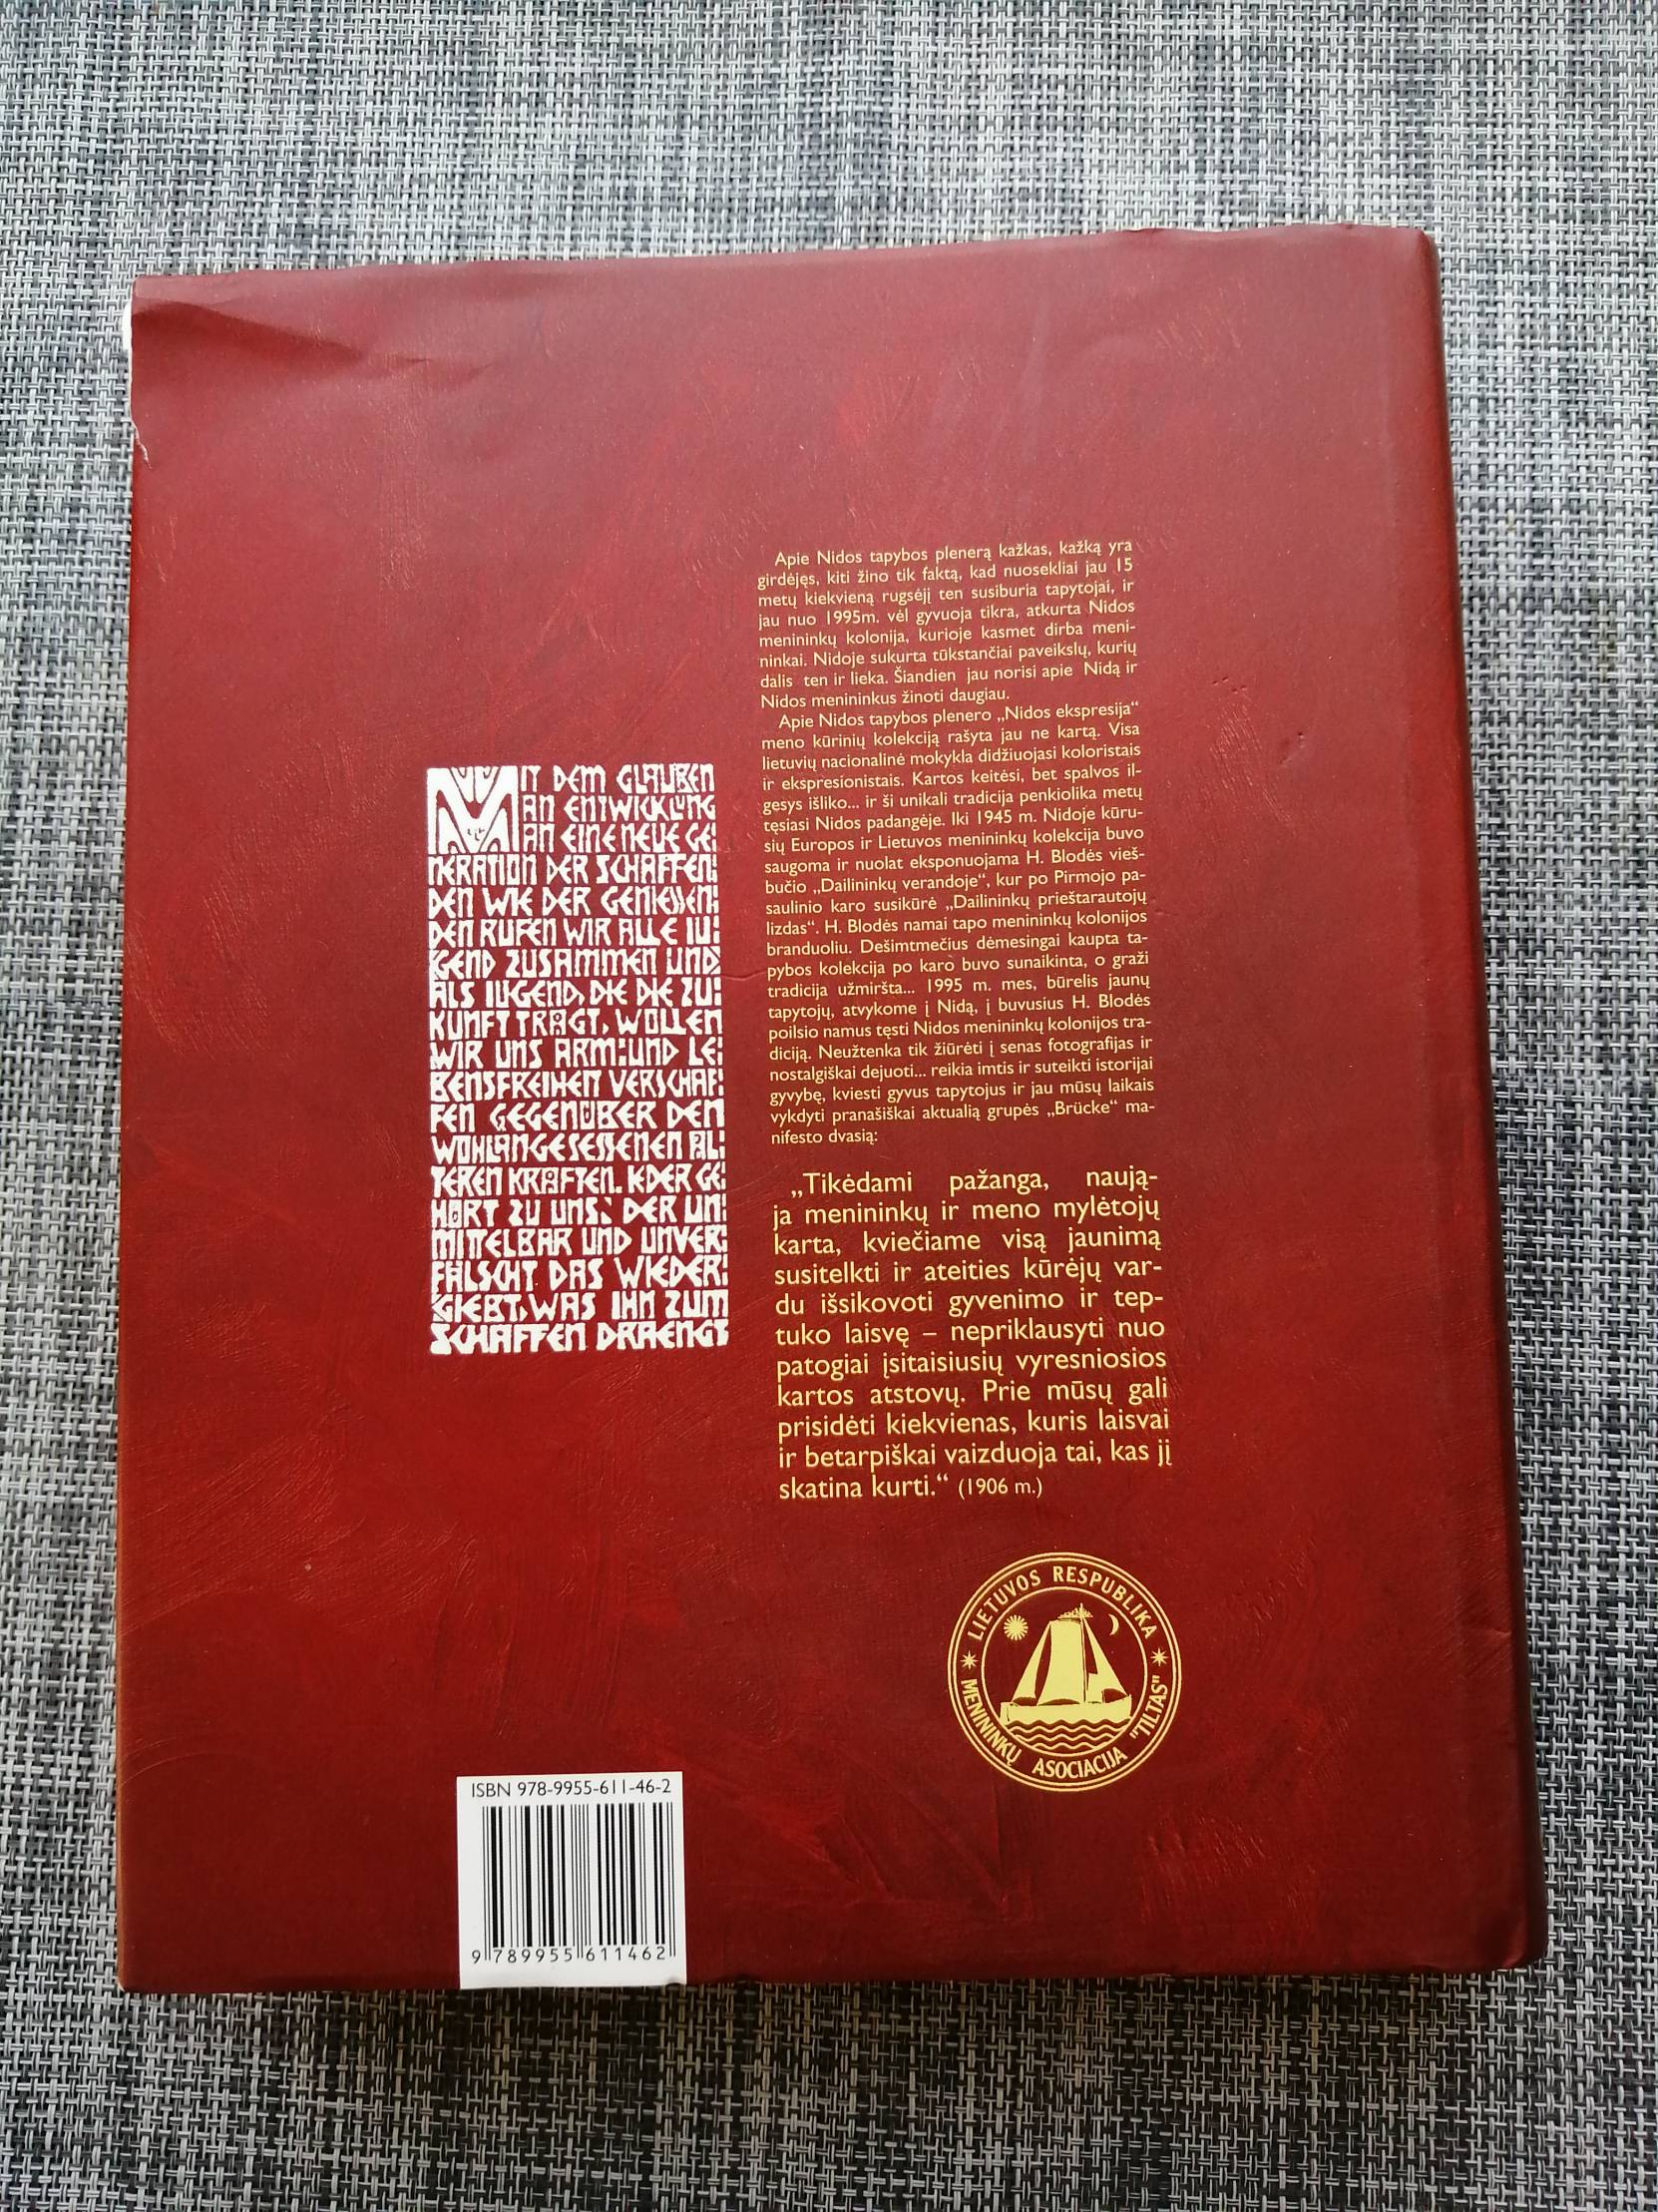 MIT DEM GLAUBEN
AN ENTWICKLUNG
AN EINE NEUE GE:
NERATION DER SCHAFFEN:
DEN WIE DER GENIESSEN:
DEN RUFEN WIR ALLE IU:
GEND ZUSAMMEN UND
ALS IUGEND, DIE DIE ZU:
KUNFT TRÄGT, WOLLEN
WIR UNS ARM: UND LE:
BENSFREIHEIT VERSCHAF:
FEN GEGENÜBER DEN
WOHLANGESESSENEN ÄL:
TEREN KRÄFTEN. IEDER GE:
HÖRT ZU UNS, DER UN:
MITTELBAR UND UNVER:
FÄLSCHT DAS WIEDER:
GIEBT, WAS IHN ZUM
SCHAFFEN DRAENGT
Apie Nidos tapybos plenerą kažkas, kažką yra
girdėjęs, kiti žino tik faktą, kad nuosekliai jau 15
metų kiekvieną rugsėjį ten susiburia tapytojai, ir
jau nuo 1995m. vėl gyvuoja tikra, atkurta Nidos
menininkų kolonija, kurioje kasmet dirba meni-
ninkai. Nidoje sukurta tūkstančiai paveikslų, kurių
dalis ten ir lieka. Šiandien jau norisi apie Nidą ir
Nidos menininkus žinoti daugiau.
Apie Nidos tapybos plenero „Nidos ekspresija“
meno kūrinių kolekciją rašyta jau ne kartą. Visa
lietuvių nacionalinė mokykla didžiuojasi koloristais
ir ekspresionistais. Kartos keitėsi, bet spalvos il-
gesys išliko... ir ši unikali tradicija penkiolika metų
tęsiasi Nidos padangėje. Iki 1945 m. Nidoje kūru-
sių Europos ir Lietuvos menininkų kolekcija buvo
saugoma ir nuolat eksponuojama H. Blodės vieš-
bučio „Dailininkų verandoje“, kur po Pirmojo pa-
saulinio karo susikūrė „Dailininkų prieštarautojų
lizdas“. H. Blodės namai tapo menininkų kolonijos
branduoliu. Dešimtmečius dėmesingai kaupta ta-
pybos kolekcija po karo buvo sunaikinta, o graži
tradicija užmiršta... 1995 m. mes, būrelis jaunų
tapytojų, atvykome į Nidą, į buvusius H. Blodės
poilsio namus tęsti Nidos menininkų kolonijos tra-
diciją. Neužtenka tik žiūrėti į senas fotografijas ir
nostalgiškai dejuoti... reikia imtis ir suteikti istorijai
gyvybę, kviesti gyvus tapytojus ir jau mūsų laikais
vykdyti pranašiškai aktualią grupės „Brücke“ ma-
nifesto dvasią:
„Tikėdami pažanga, naują-
ja menininkų ir meno mylėtojų
karta, kviečiame visą jaunimą
susitelkti ir ateities kūrėjų var-
du išsikovoti gyvenimo ir tep-
tuko laisvę – nepriklausyti nuo
patogiai įsitaisiusių vyresniosios
kartos atstovų. Prie mūsų gali
prisidėti kiekvienas, kuris laisvai
ir betarpiškai vaizduoja tai, kas jį
skatina kurti.“ (1906 m.)
LIETUVOS RESPUBLIKA
MENININKŲ ASOCIACIJA "TILTAS"
ISBN 978-9955-611-46-2
9 789955 611462